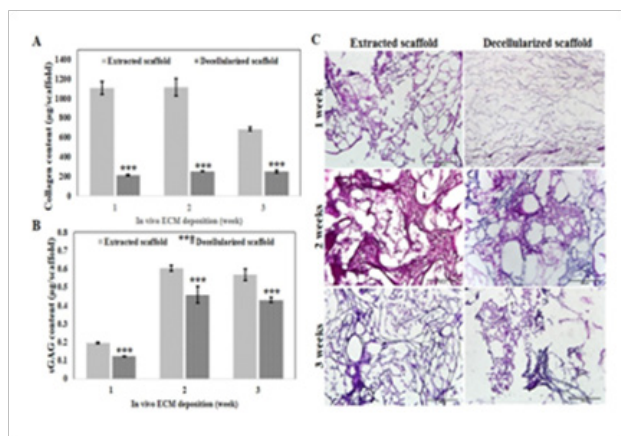 A
Collagen content (µg/scaffold)
1400
1200
1000
800
600
400
200
0
Extracted scaffold
Decellularized scaffold
***
***
***
1
2
3
In vivo ECM deposition (week)
B
sGAG content (µg/scaffold)
0.7
0.6
0.5
0.4
0.3
0.2
0.1
0
Extracted scaffold
***
Decellularized scaffold
***
***
***
1
2
3
In vivo ECM deposition (week)
C
Extracted scaffold
Decellularized scaffold
1 week
2 weeks
3 weeks